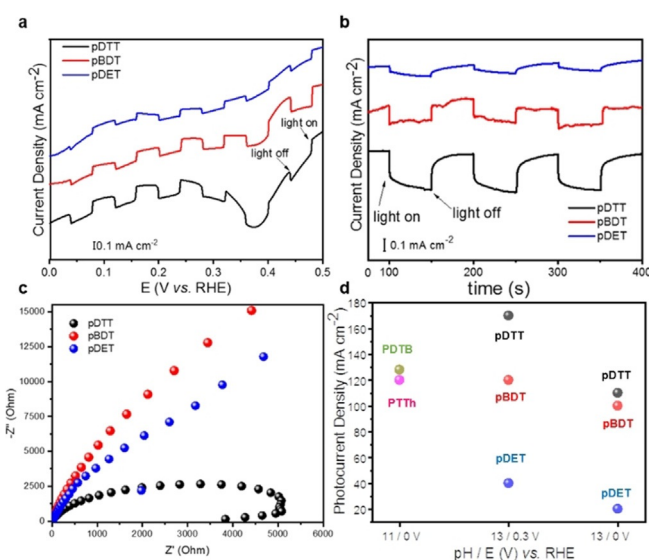 a
pDTT
pBDT
pDET
Current Density (mA cm⁻²)
light on
light off
0.1 mA cm⁻²
0.0 0.1 0.2 0.3 0.4 0.5
E (V vs. RHE)
b
Current Density (mA cm⁻²)
light on
light off
pDTT
pBDT
pDET
0.1 mA cm⁻²
100 150 200 250 300 350 400
time (s)
c
pDTT
pBDT
pDET
-Z'' (Ohm)
15000
12500
10000
7500
5000
2500
0
0 1000 2000 3000 4000 5000 6000
Z' (Ohm)
d
Photocurrent Density (mA cm⁻²)
180
160
140
120
100
80
60
40
20
PDTB
PTTh
pDTT
pBDT
pDET
pDTT
pBDT
pDET
11 / 0 V 13 / 0.3 V 13 / 0 V
pH / E (V) vs. RHE